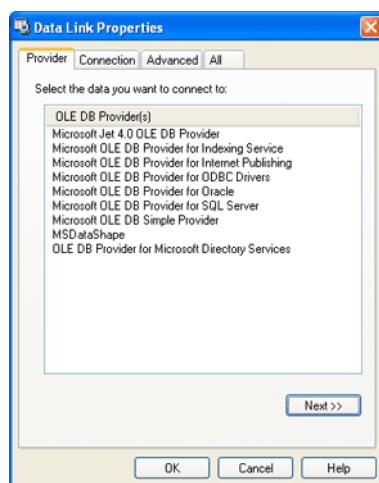 Data Link Properties
Provider Connection Advanced All
Select the data you want to connect to:
OLE DB Provider(s)
Microsoft Jet 4.0 OLE DB Provider
Microsoft OLE DB Provider for Indexing Service
Microsoft OLE DB Provider for Internet Publishing
Microsoft OLE DB Provider for ODBC Drivers
Microsoft OLE DB Provider for Oracle
Microsoft OLE DB Provider for SQL Server
Microsoft OLE DB Simple Provider
MSDataShape
OLE DB Provider for Microsoft Directory Services
Next >>
OK Cancel Help